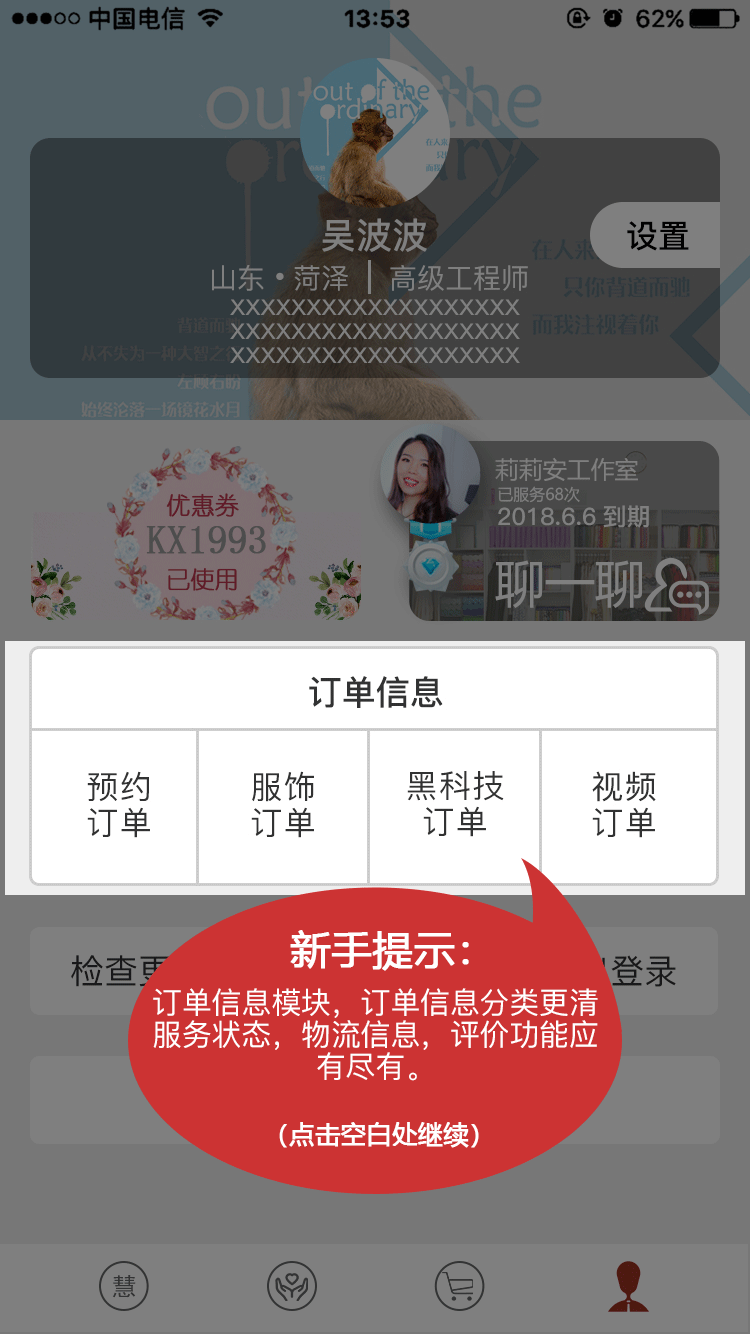 中国电信
13:53
62%
out of the
ordinary
out of the
ordinary
吴波波
设置
山东·菏泽 | 高级工程师
在人来
只你背道而驰
而我注视着你
XXXXXXXXXXXXXXXXXXX
XXXXXXXXXXXXXXXXXXX
XXXXXXXXXXXXXXXXXXX
背道而
从不失为一种大智之
左顾右盼
始终沦落一场镜花水月
优惠券
KX1993
已使用
莉莉安工作室
已服务68次
2018.6.6 到期
聊一聊
订单信息
预约
订单
服饰
订单
黑科技
订单
视频
订单
检查
登录
新手提示：
订单信息模块，订单信息分类更清
服务状态，物流信息，评价功能应
有尽有。
（点击空白处继续）
慧